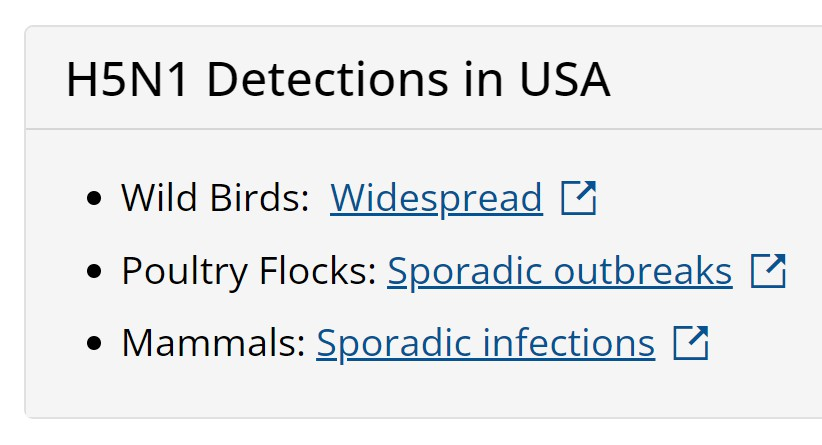 H5N1 Detections in USA
• Wild Birds: Widespread
• Poultry Flocks: Sporadic outbreaks
• Mammals: Sporadic infections